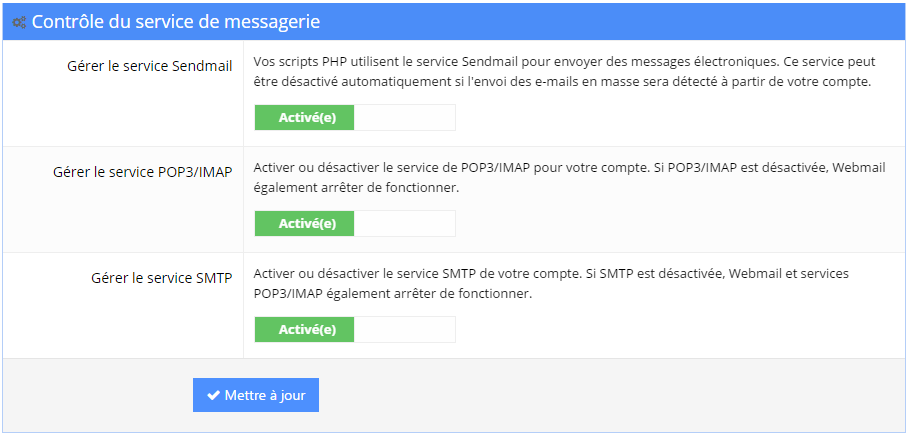 Contrôle du service de messagerie
Gérer le service Sendmail
Vos scripts PHP utilisent le service Sendmail pour envoyer des messages électroniques. Ce service peut
être désactivé automatiquement si l'envoi des e-mails en masse sera détecté à partir de votre compte.
Activé(e)
Gérer le service POP3/IMAP
Activer ou désactiver le service de POP3/IMAP pour votre compte. Si POP3/IMAP est désactivée, Webmail
également arrêter de fonctionner.
Activé(e)
Gérer le service SMTP
Activer ou désactiver le service SMTP de votre compte. Si SMTP est désactivée, Webmail et services
POP3/IMAP également arrêter de fonctionner.
Activé(e)
Mettre à jour